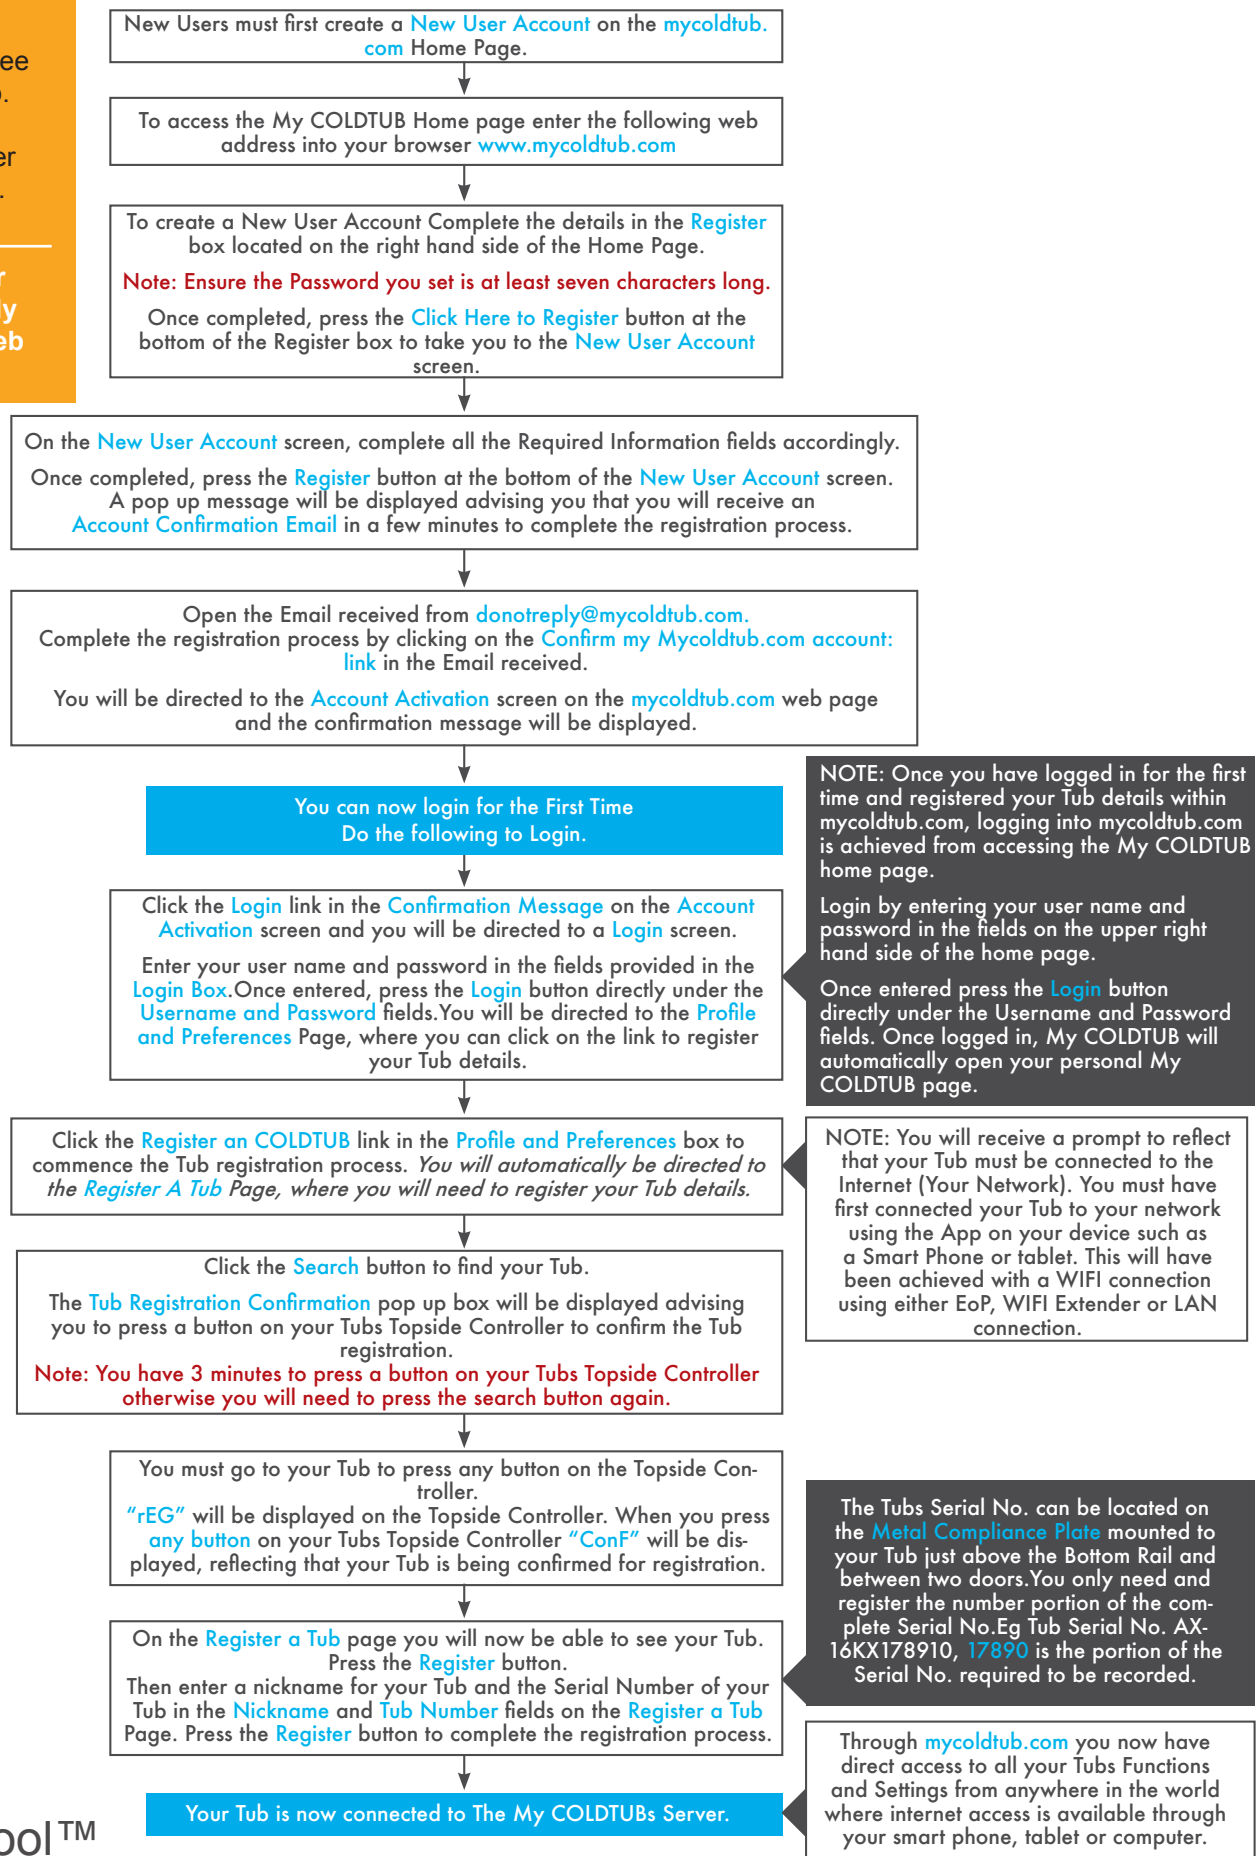 ee
.
er
.
r
ly
eb
New Users must first create a New User Account on the mycoldtub.
com Home Page.
To access the My COLDTUB Home page enter the following web
address into your browser www.mycoldtub.com
To create a New User Account Complete the details in the Register
box located on the right hand side of the Home Page.
Note: Ensure the Password you set is at least seven characters long.
Once completed, press the Click Here to Register button at the
bottom of the Register box to take you to the New User Account
screen.
On the New User Account screen, complete all the Required Information fields accordingly.
Once completed, press the Register button at the bottom of the New User Account screen.
A pop up message will be displayed advising you that you will receive an
Account Confirmation Email in a few minutes to complete the registration process.
Open the Email received from donotreply@mycoldtub.com.
Complete the registration process by clicking on the Confirm my Mycoldtub.com account:
link in the Email received.
You will be directed to the Account Activation screen on the mycoldtub.com web page
and the confirmation message will be displayed.
You can now login for the First Time
Do the following to Login.
Click the Login link in the Confirmation Message on the Account
Activation screen and you will be directed to a Login screen.
Enter your user name and password in the fields provided in the
Login Box.Once entered, press the Login button directly under the
Username and Password fields.You will be directed to the Profile
and Preferences Page, where you can click on the link to register
your Tub details.
NOTE: Once you have logged in for the first
time and registered your Tub details within
mycoldtub.com, logging into mycoldtub.com
is achieved from accessing the My COLDTUB
home page.
Login by entering your user name and
password in the fields on the upper right
hand side of the home page.
Once entered press the Login button
directly under the Username and Password
fields. Once logged in, My COLDTUB will
automatically open your personal My
COLDTUB page.
Click the Register an COLDTUB link in the Profile and Preferences box to
commence the Tub registration process. You will automatically be directed to
the Register A Tub Page, where you will need to register your Tub details.
NOTE: You will receive a prompt to reflect
that your Tub must be connected to the
Internet (Your Network). You must have
first connected your Tub to your network
using the App on your device such as
a Smart Phone or tablet. This will have
been achieved with a WIFI connection
using either EoP, WIFI Extender or LAN
connection.
Click the Search button to find your Tub.
The Tub Registration Confirmation pop up box will be displayed advising
you to press a button on your Tubs Topside Controller to confirm the Tub
registration.
Note: You have 3 minutes to press a button on your Tubs Topside Controller
otherwise you will need to press the search button again.
You must go to your Tub to press any button on the Topside Con-
troller.
"rEG" will be displayed on the Topside Controller. When you press
any button on your Tubs Topside Controller "ConF" will be dis-
played, reflecting that your Tub is being confirmed for registration.
On the Register a Tub page you will now be able to see your Tub.
Press the Register button.
Then enter a nickname for your Tub and the Serial Number of your
Tub in the Nickname and Tub Number fields on the Register a Tub
Page. Press the Register button to complete the registration process.
The Tubs Serial No. can be located on
the Metal Compliance Plate mounted to
your Tub just above the Bottom Rail and
between two doors.You only need and
register the number portion of the com-
plete Serial No.Eg Tub Serial No. AX-
16KX178910, 17890 is the portion of the
Serial No. required to be recorded.
Your Tub is now connected to The My COLDTUBs Server.
Through mycoldtub.com you now have
direct access to all your Tubs Functions
and Settings from anywhere in the world
where internet access is available through
your smart phone, tablet or computer.
ool™